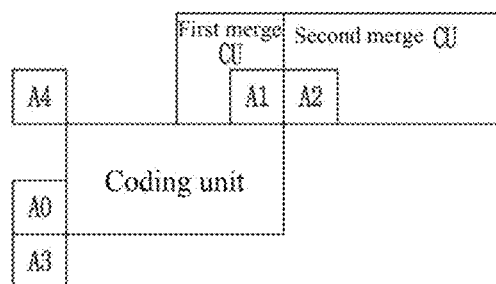 First merge
CU
Second merge CU
A4
A1
A2
Coding unit
A0
A3